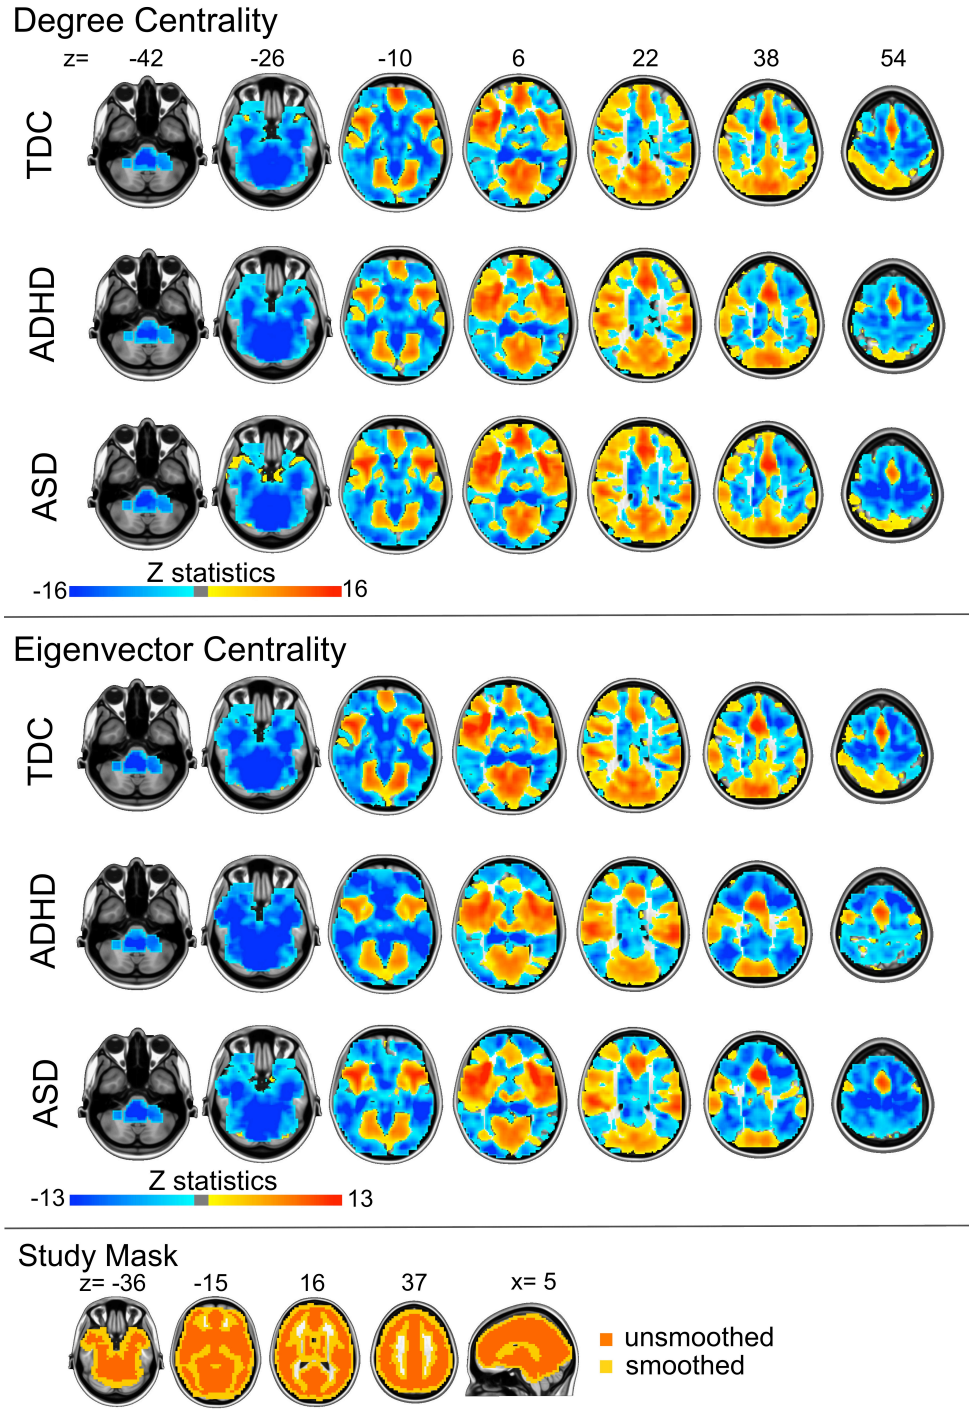 Degree Centrality
z= -42 -26 -10 6 22 38 54
TDC
ADHD
ASD
Z statistics
-16 16
Eigenvector Centrality
TDC
ADHD
ASD
Z statistics
-13 13
Study Mask
z= -36 -15 16 37 x= 5
unsmoothed
smoothed